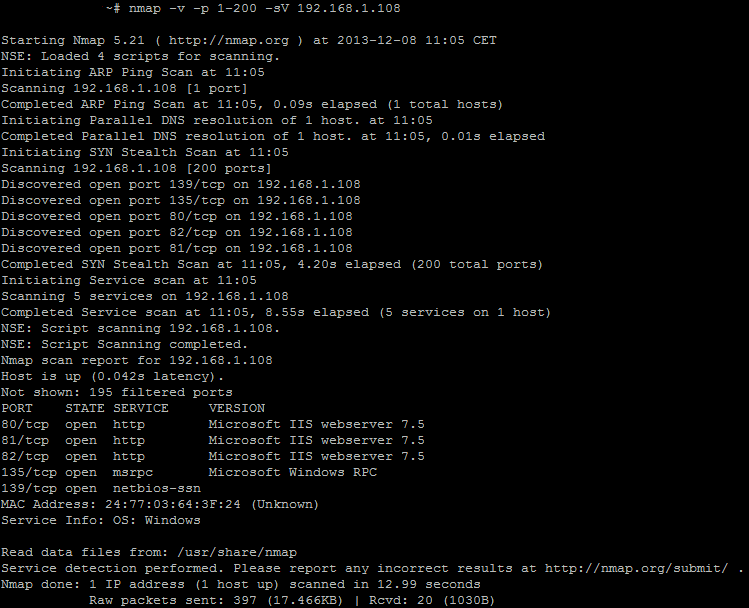 ~# nmap -v -p 1-200 -sV 192.168.1.108
Starting Nmap 5.21 ( http://nmap.org ) at 2013-12-08 11:05 CET
NSE: Loaded 4 scripts for scanning.
Initiating ARP Ping Scan at 11:05
Scanning 192.168.1.108 [1 port]
Completed ARP Ping Scan at 11:05, 0.09s elapsed (1 total hosts)
Initiating Parallel DNS resolution of 1 host. at 11:05
Completed Parallel DNS resolution of 1 host. at 11:05, 0.01s elapsed
Initiating SYN Stealth Scan at 11:05
Scanning 192.168.1.108 [200 ports]
Discovered open port 139/tcp on 192.168.1.108
Discovered open port 135/tcp on 192.168.1.108
Discovered open port 80/tcp on 192.168.1.108
Discovered open port 82/tcp on 192.168.1.108
Discovered open port 81/tcp on 192.168.1.108
Completed SYN Stealth Scan at 11:05, 4.20s elapsed (200 total ports)
Initiating Service scan at 11:05
Scanning 5 services on 192.168.1.108
Completed Service scan at 11:05, 8.55s elapsed (5 services on 1 host)
NSE: Script scanning 192.168.1.108.
NSE: Script Scanning completed.
Nmap scan report for 192.168.1.108
Host is up (0.042s latency).
Not shown: 195 filtered ports
PORT    STATE SERVICE     VERSION
80/tcp  open  http        Microsoft IIS webserver 7.5
81/tcp  open  http        Microsoft IIS webserver 7.5
82/tcp  open  http        Microsoft IIS webserver 7.5
135/tcp open  msrpc       Microsoft Windows RPC
139/tcp open  netbios-ssn
MAC Address: 24:77:03:64:3F:24 (Unknown)
Service Info: OS: Windows
Read data files from: /usr/share/nmap
Service detection performed. Please report any incorrect results at http://nmap.org/submit/ .
Nmap done: 1 IP address (1 host up) scanned in 12.99 seconds
Raw packets sent: 397 (17.466KB) | Rcvd: 20 (1030B)